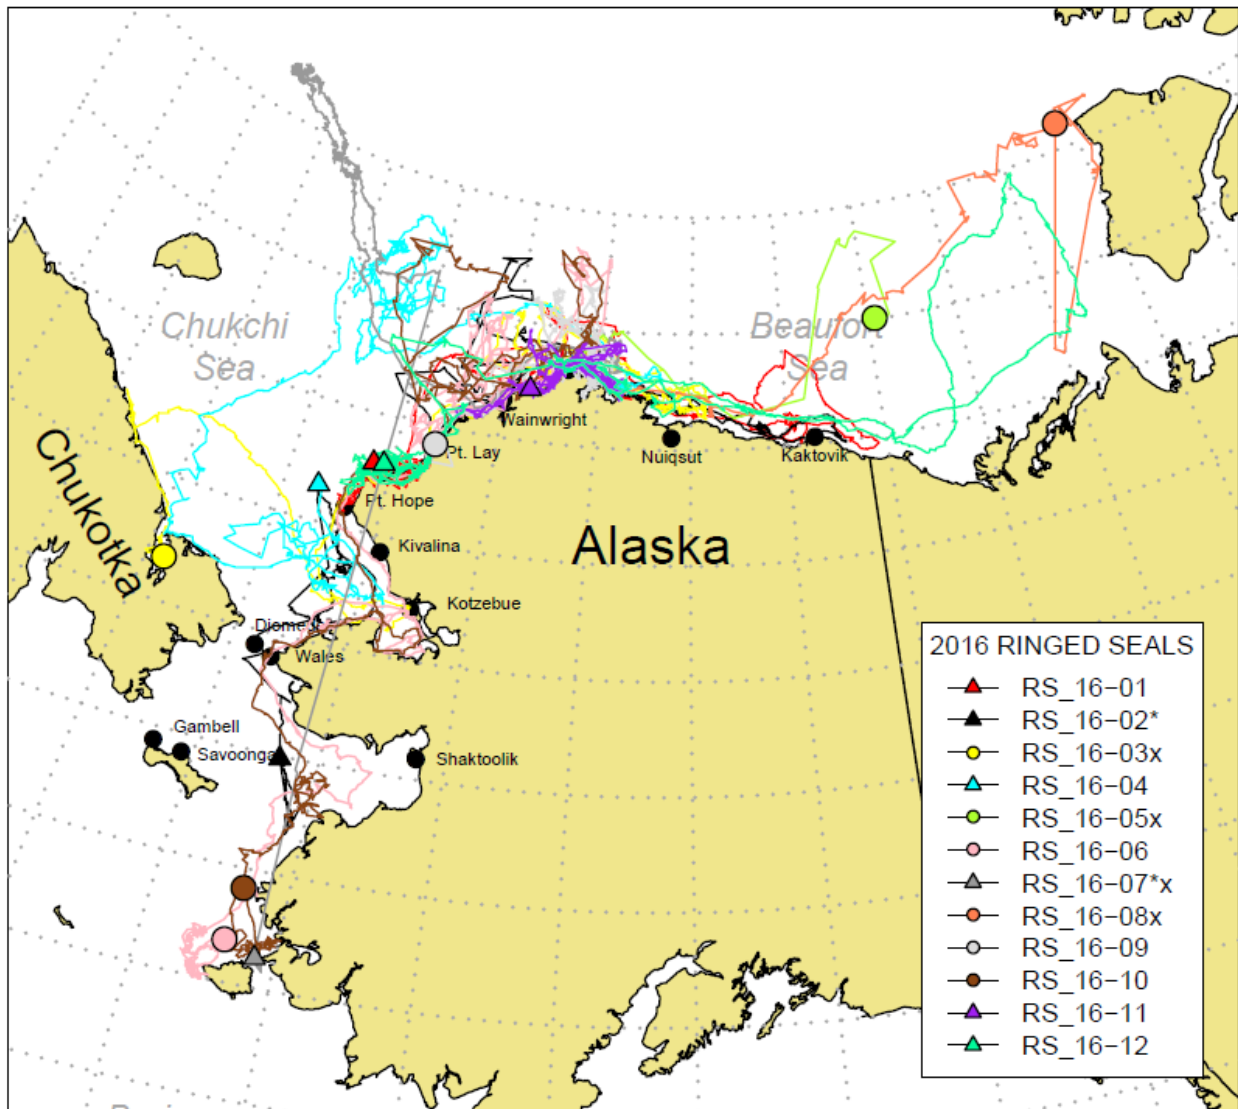 Chukchi
Sea
Beaufort
Sea
Chukotka
Wainwright
Pt. Lay
Nuiqsut
Kaktovik
Pt. Hope
Alaska
Kivalina
Kotzebue
Diome
Wales
Gambell
Savoonga
Shaktoolik
2016 RINGED SEALS
RS_16-01
RS_16-02*
RS_16-03x
RS_16-04
RS_16-05x
RS_16-06
RS_16-07*x
RS_16-08x
RS_16-09
RS_16-10
RS_16-11
RS_16-12